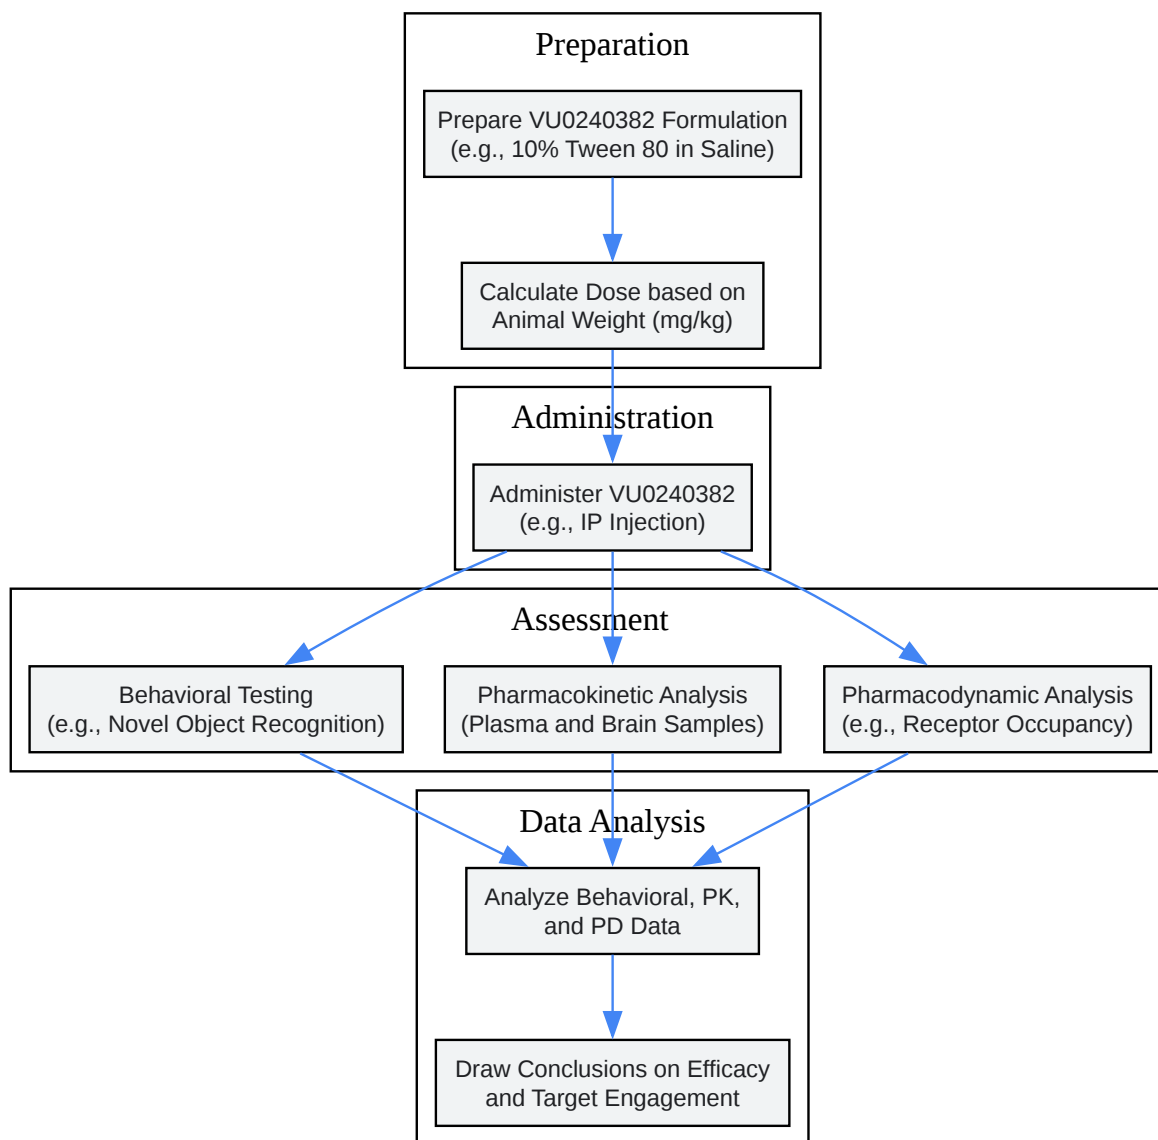 Preparation
Prepare VU0240382 Formulation
(e.g., 10% Tween 80 in Saline)
Calculate Dose based on
Animal Weight (mg/kg)
Administration
Administer VU0240382
(e.g., IP Injection)
Assessment
Behavioral Testing
(e.g., Novel Object Recognition)
Pharmacokinetic Analysis
(Plasma and Brain Samples)
Pharmacodynamic Analysis
(e.g., Receptor Occupancy)
Data Analysis
Analyze Behavioral, PK,
and PD Data
Draw Conclusions on Efficacy
and Target Engagement